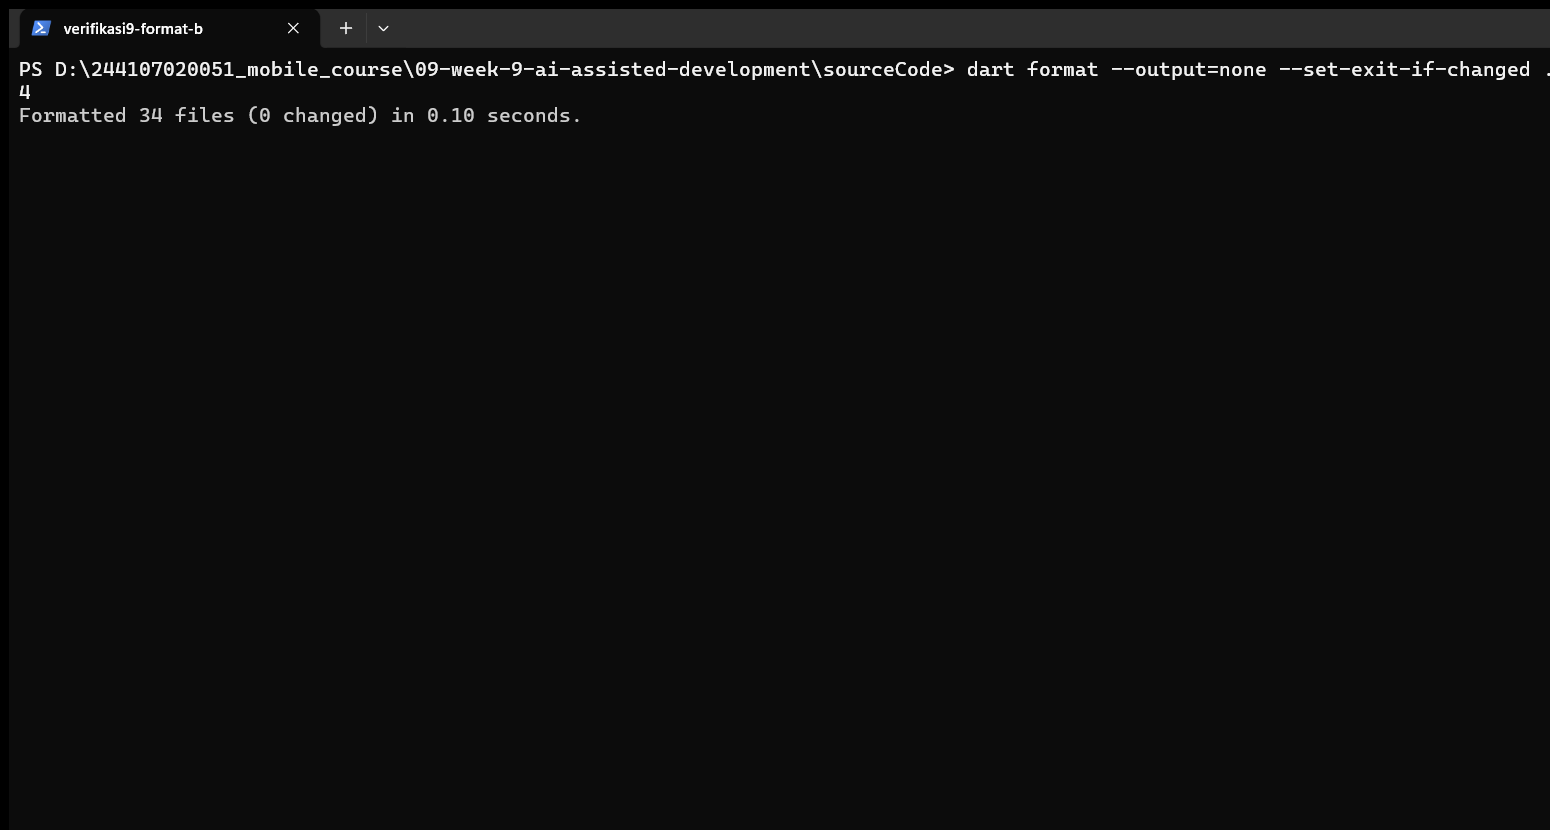 verifikasi9-format-b
PS D:\244107020051_mobile_course\09-week-9-ai-assisted-development\sourceCode> dart format --output=none --set-exit-if-changed .
4
Formatted 34 files (0 changed) in 0.10 seconds.